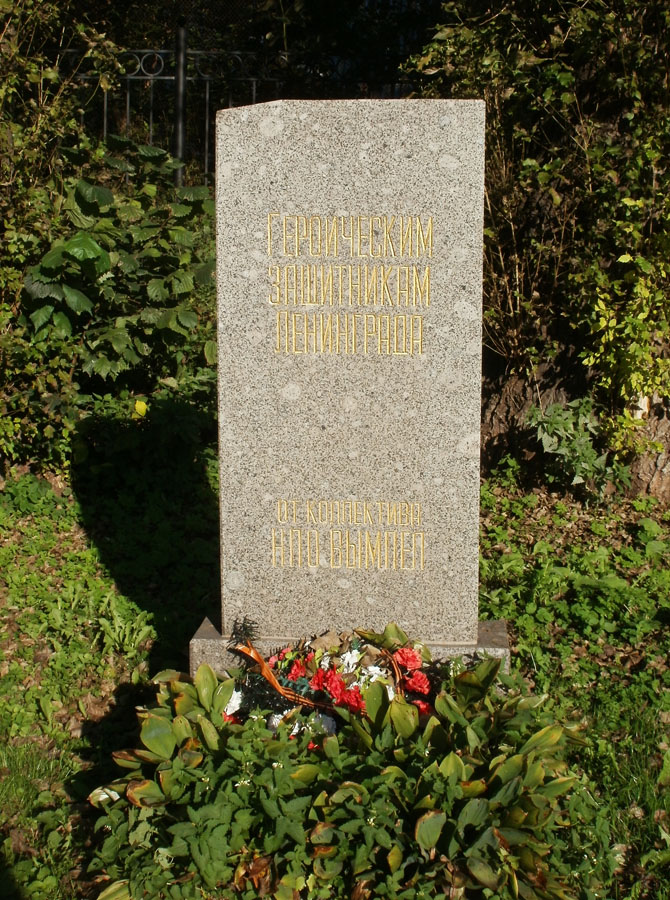 Героическим
защитникам
Ленинграда
от коллектива
НПО Вымпел